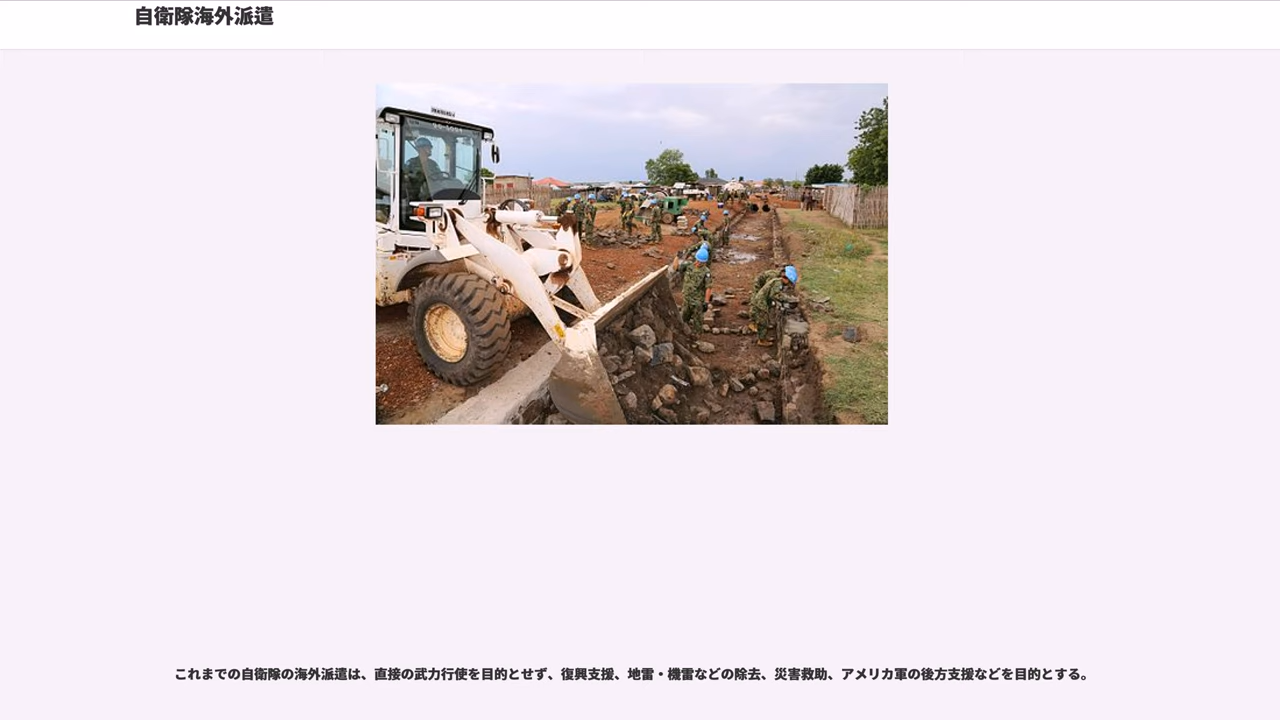 自衛隊海外派遣
これまでの自衛隊の海外派遣は、直接の武力行使を目的とせず、復興支援、地雷・機雷などの除去、災害救助、アメリカ軍の後方支援などを目的とする。